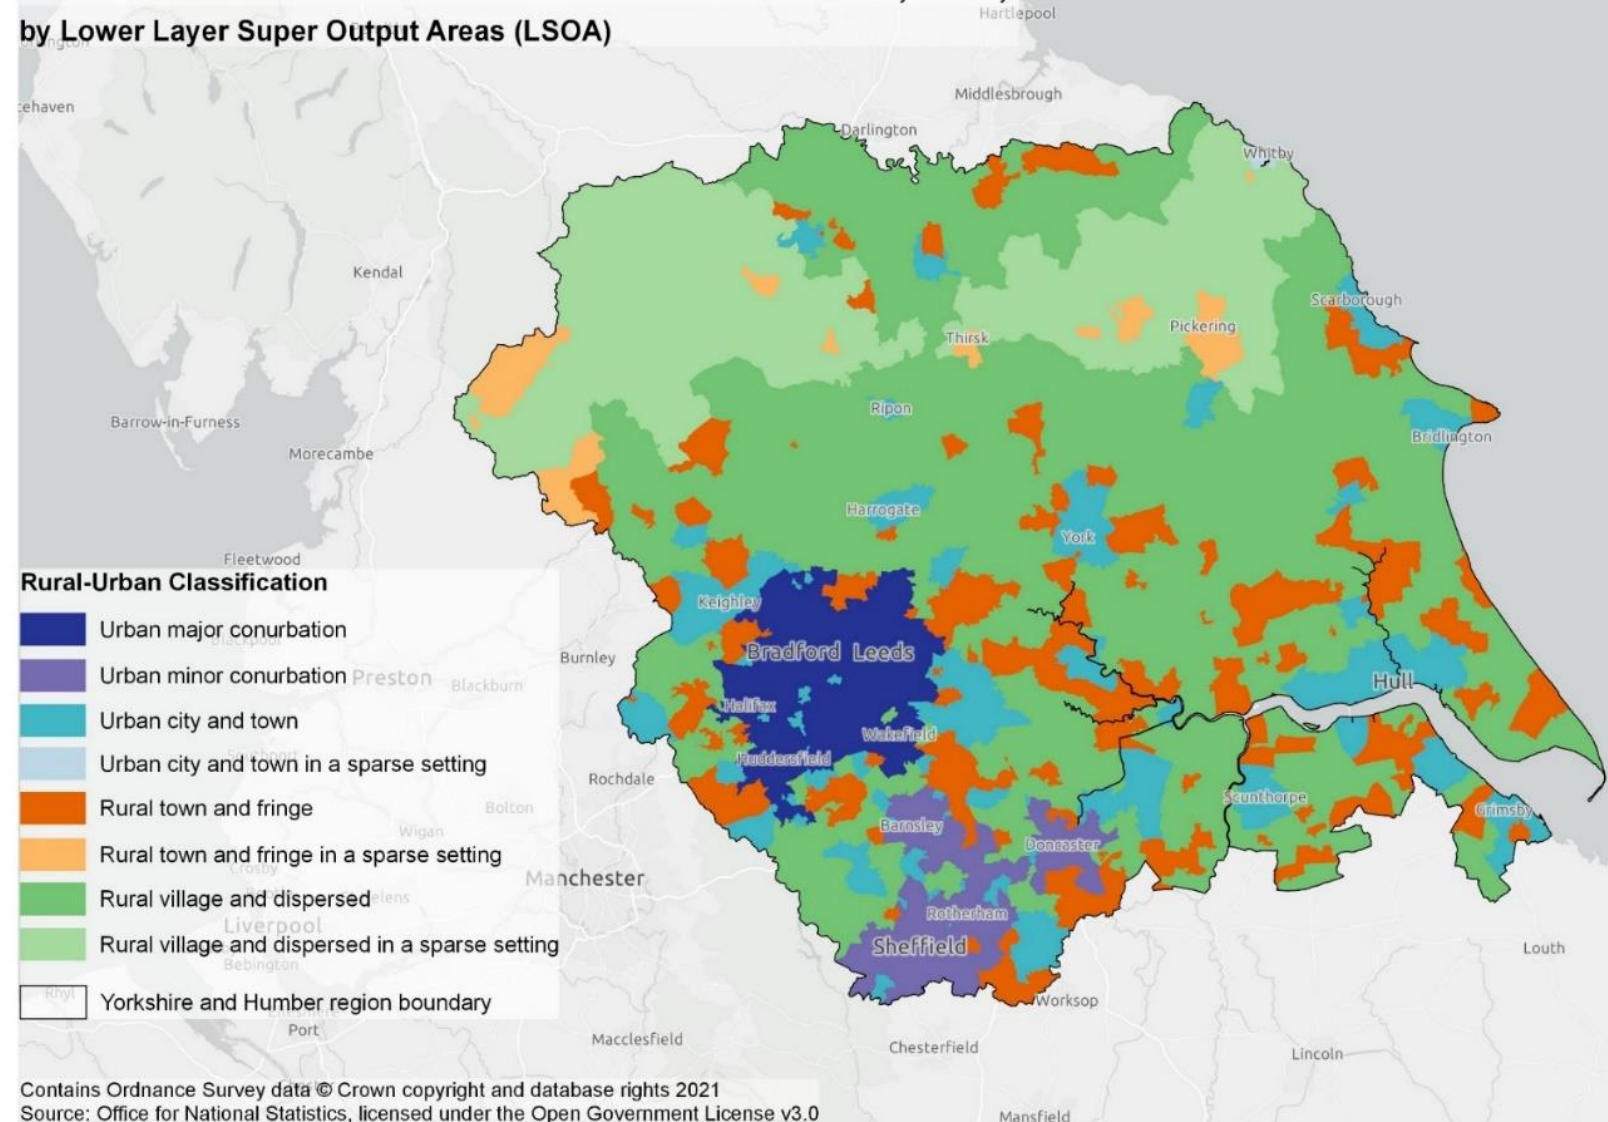 by Lower Layer Super Output Areas (LSOA)
Hartlepool
Middlesbrough
Darlington
Whitby
Kendal
Scarborough
Pickering
Thirsk
Ripon
Barrow-in-Furness
Bridlington
Morecambe
Harrogate
York
Fleetwood
Rural-Urban Classification
Keighley
Urban major conurbation
Bradford Leeds
Burnley
Urban minor conurbation
Preston
Blackburn
Hull
Halifax
Urban city and town
Wakefield
Huddersfield
Urban city and town in a sparse setting
Rochdale
Scunthorpe
Rural town and fringe
Bolton
Grimsby
Barnsley
Wigan
Doncaster
Rural town and fringe in a sparse setting
Crosby
Manchester
Rural village and dispersed
Rotherham
Liverpool
Sheffield
Rural village and dispersed in a sparse setting
Louth
Bebington
Rhyl
Yorkshire and Humber region boundary
Worksop
Port
Macclesfield
Chesterfield
Lincoln
Contains Ordnance Survey data © Crown copyright and database rights 2021
Source: Office for National Statistics, licensed under the Open Government License v3.0
Mansfield